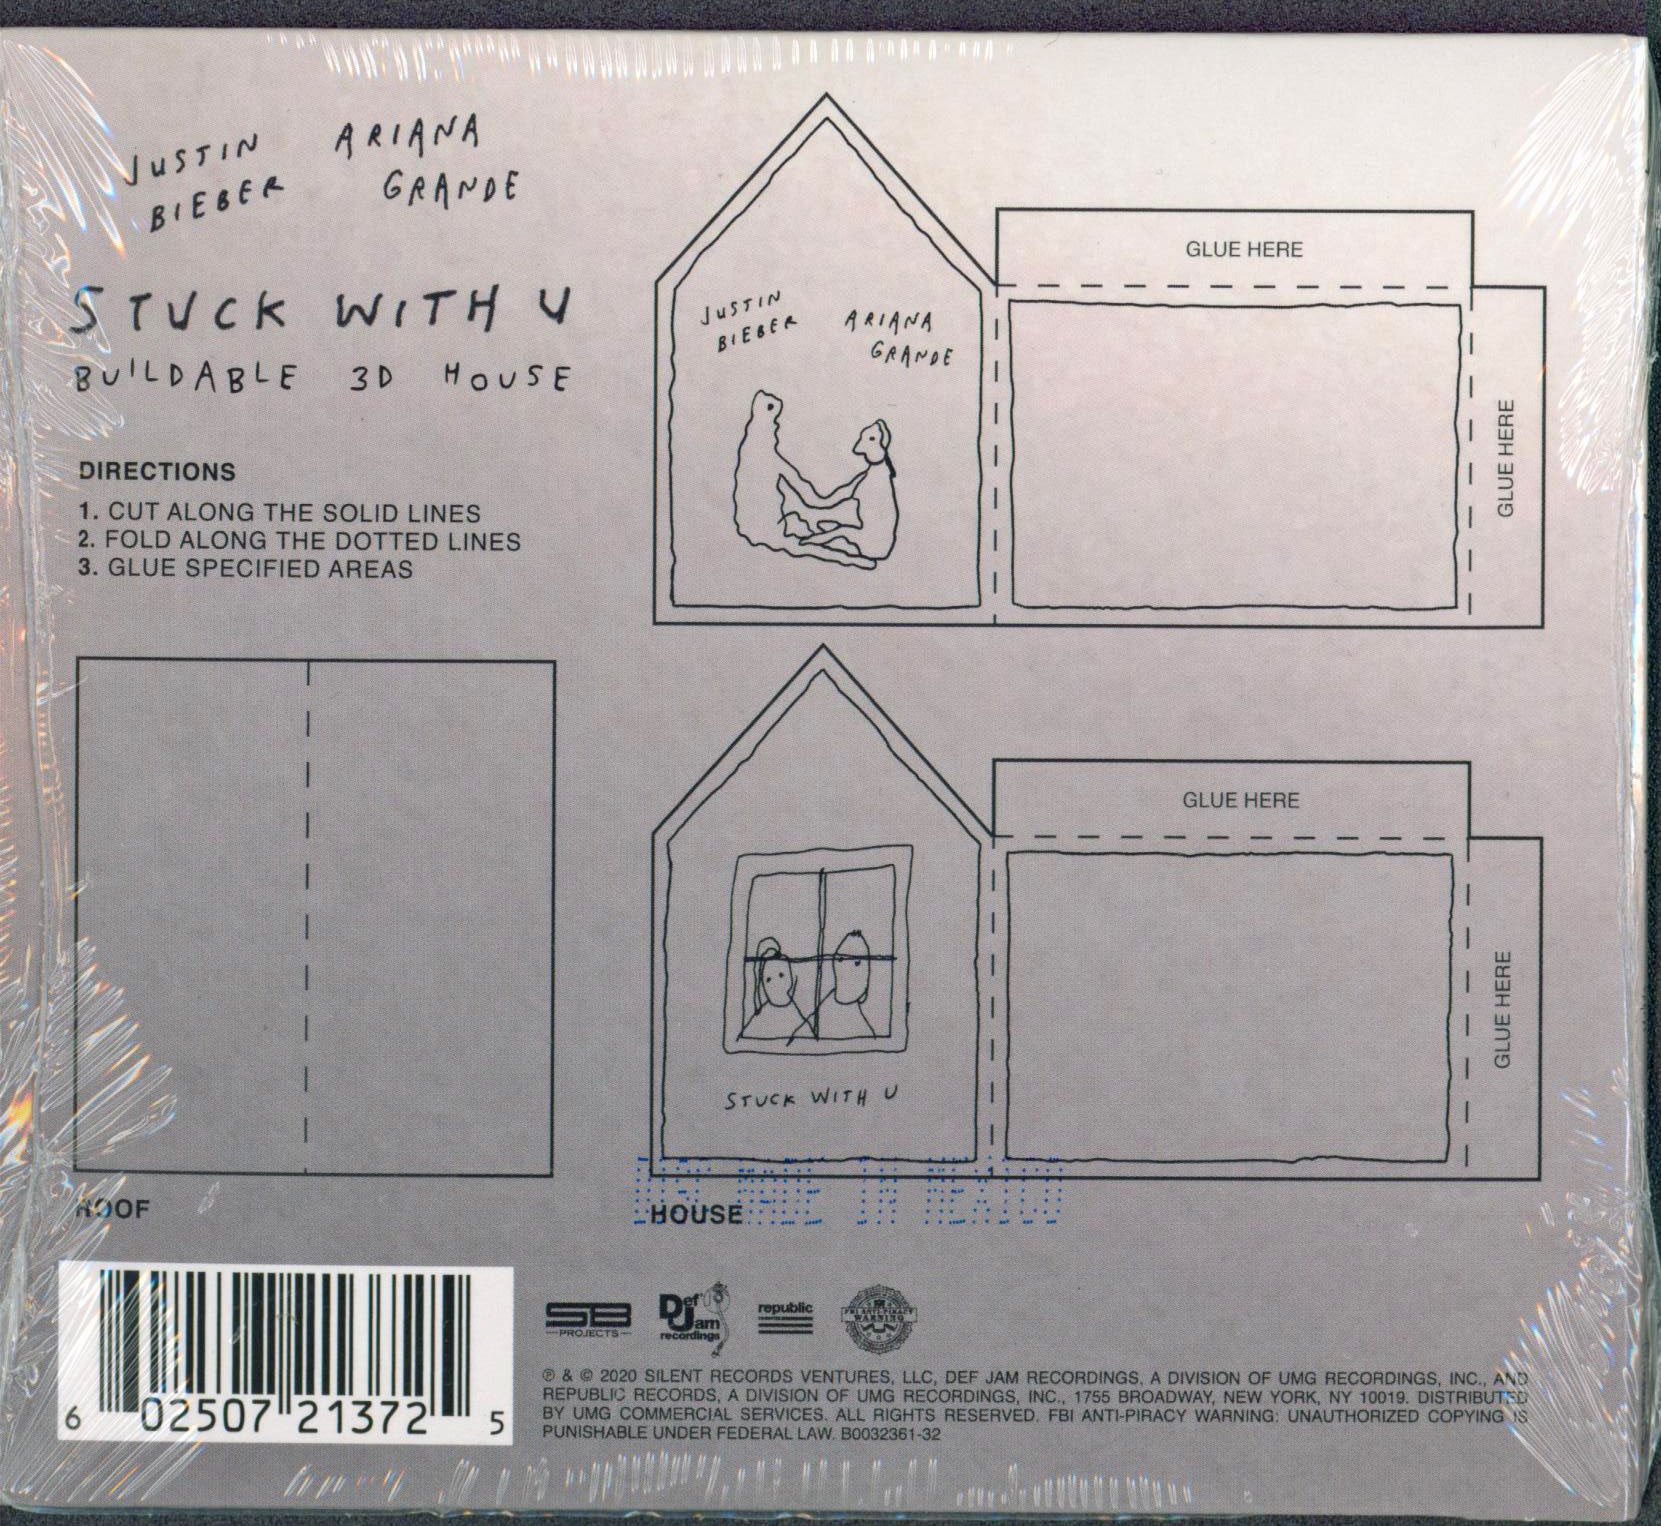 JUSTIN BIEBER
ARIANA GRANDE
STUCK WITH U
BUILDABLE 3D HOUSE
DIRECTIONS
1. CUT ALONG THE SOLID LINES
2. FOLD ALONG THE DOTTED LINES
3. GLUE SPECIFIED AREAS
GLUE HERE
JUSTIN BIEBER
ARIANA GRANDE
GLUE HERE
GLUE HERE
GLUE HERE
STUCK WITH U
ROOF
HOUSE
MADE IN MEXICO
6 02507 21372 5
SB PROJECTS
Def Jam recordings
republic
FBI ANTI-PIRACY WARNING
℗ & © 2020 SILENT RECORDS VENTURES, LLC, DEF JAM RECORDINGS, A DIVISION OF UMG RECORDINGS, INC., AND
REPUBLIC RECORDS, A DIVISION OF UMG RECORDINGS, INC., 1755 BROADWAY, NEW YORK, NY 10019. DISTRIBUTED
BY UMG COMMERCIAL SERVICES. ALL RIGHTS RESERVED. FBI ANTI-PIRACY WARNING: UNAUTHORIZED COPYING IS
PUNISHABLE UNDER FEDERAL LAW. B0032361-32